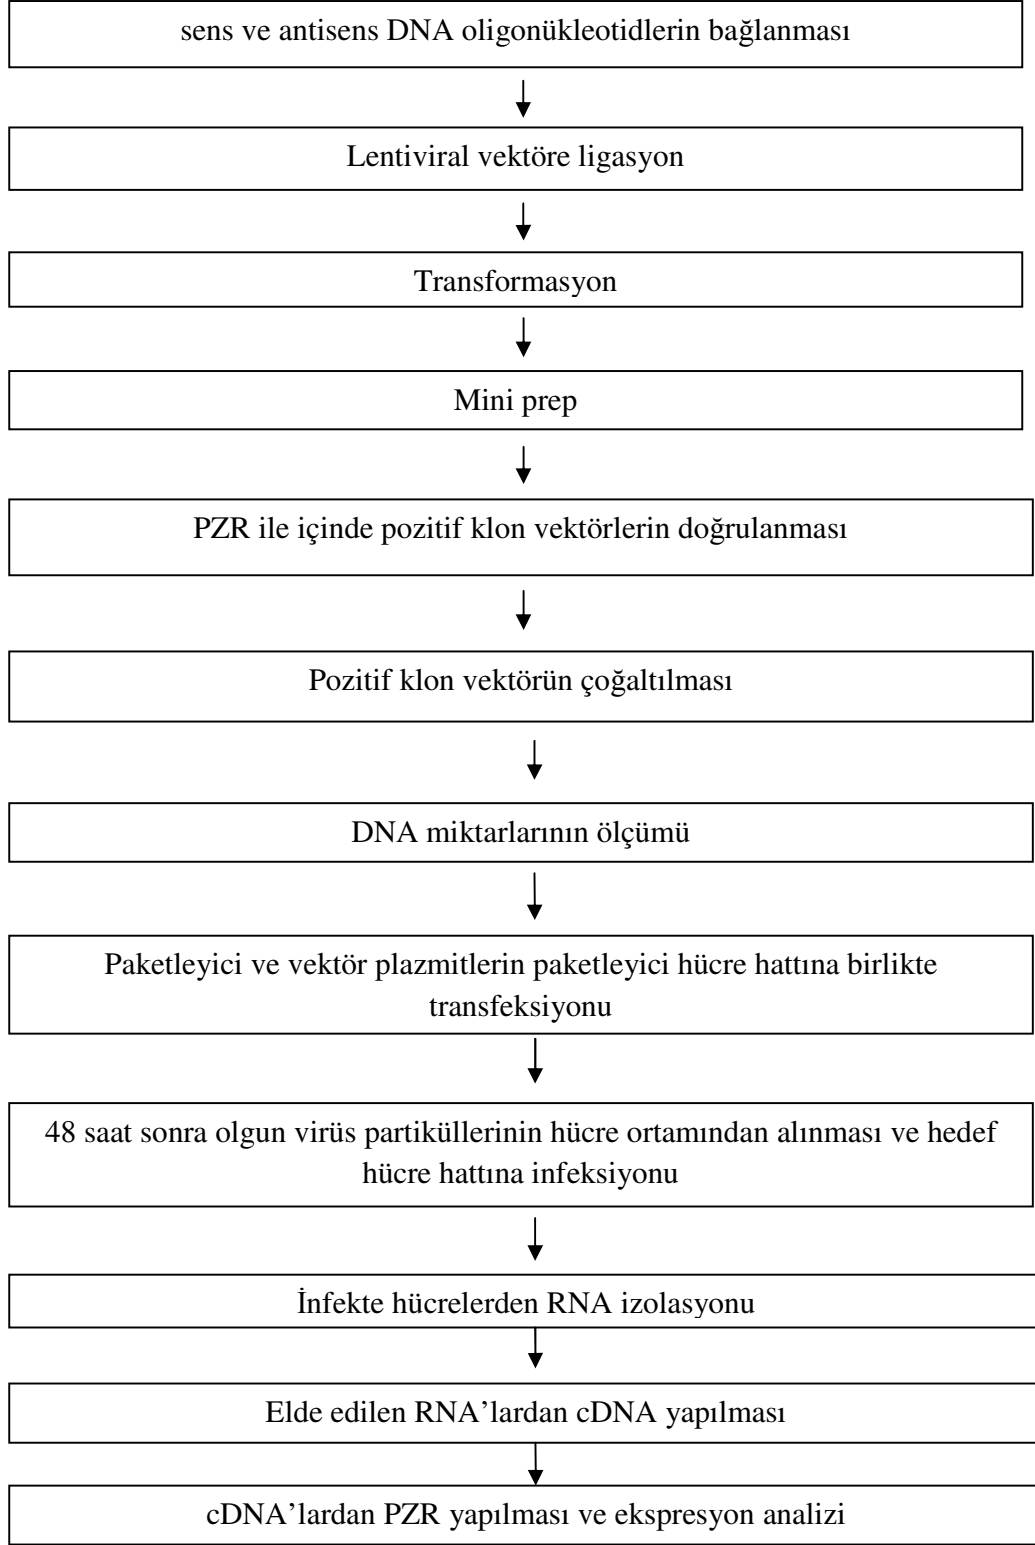 sens ve antisens DNA oligonükleotidlerin bağlanması
Lentiviral vektöre ligasyon
Transformasyon
Mini prep
PZR ile içinde pozitif klon vektörlerin doğrulanması
Pozitif klon vektörün çoğaltılması
DNA miktarlarının ölçümü
Paketleyici ve vektör plazmitlerin paketleyici hücre hattına birlikte
transfeksiyonu
48 saat sonra olgun virüs partiküllerinin hücre ortamından alınması ve hedef
hücre hattına infeksiyonu
İnfekte hücrelerden RNA izolasyonu
Elde edilen RNA’lardan cDNA yapılması
cDNA’lardan PZR yapılması ve ekspresyon analizi